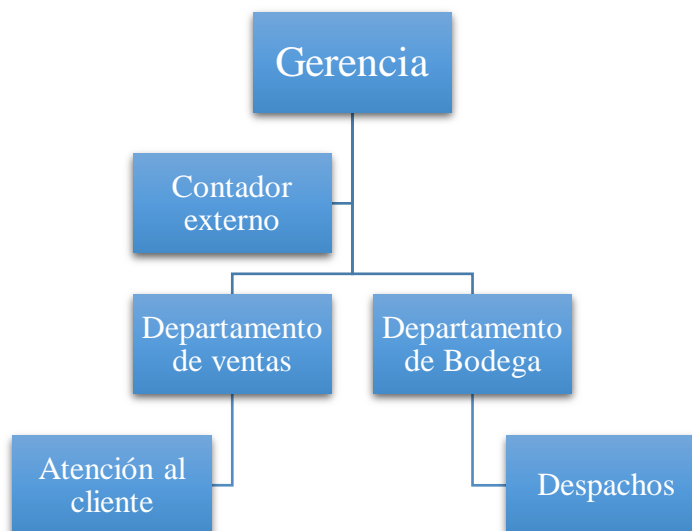 Gerencia
Contador
externo
Departamento
de ventas
Departamento
de Bodega
Atención al
cliente
Despachos